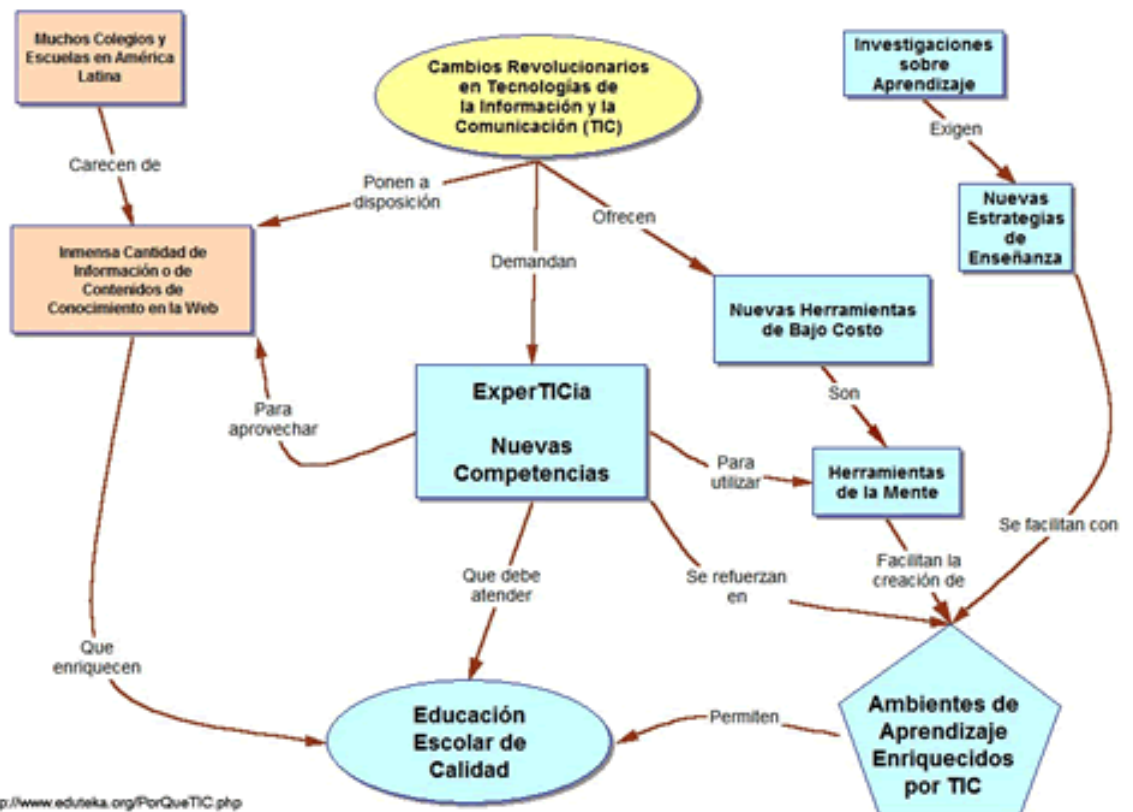 Muchos Colegios y
Escuelas en América
Latina
Cambios Revolucionarios
en Tecnologías de
la Información y la
Comunicación (TIC)
Investigaciones
sobre
Aprendizaje
Carecen de
Ponen a
disposición
Ofrecen
Exigen
Inmensa Cantidad de
Información o de
Contenidos de
Conocimiento en la Web
Demandan
Nuevas
Estrategias
de
Enseñanza
Nuevas Herramientas
de Bajo Costo
ExperTICia
Nuevas
Competencias
Para
aprovechar
Son
Para
utilizar
Herramientas
de la Mente
Se facilitan con
Que debe
atender
Se refuerzan
en
Facilitan la
creación de
Que
enriquecen
Educación
Escolar de
Calidad
Permiten
Ambientes de
Aprendizaje
Enriquecidos
por TIC
p://www.eduteka.org/PorQueTIC.php